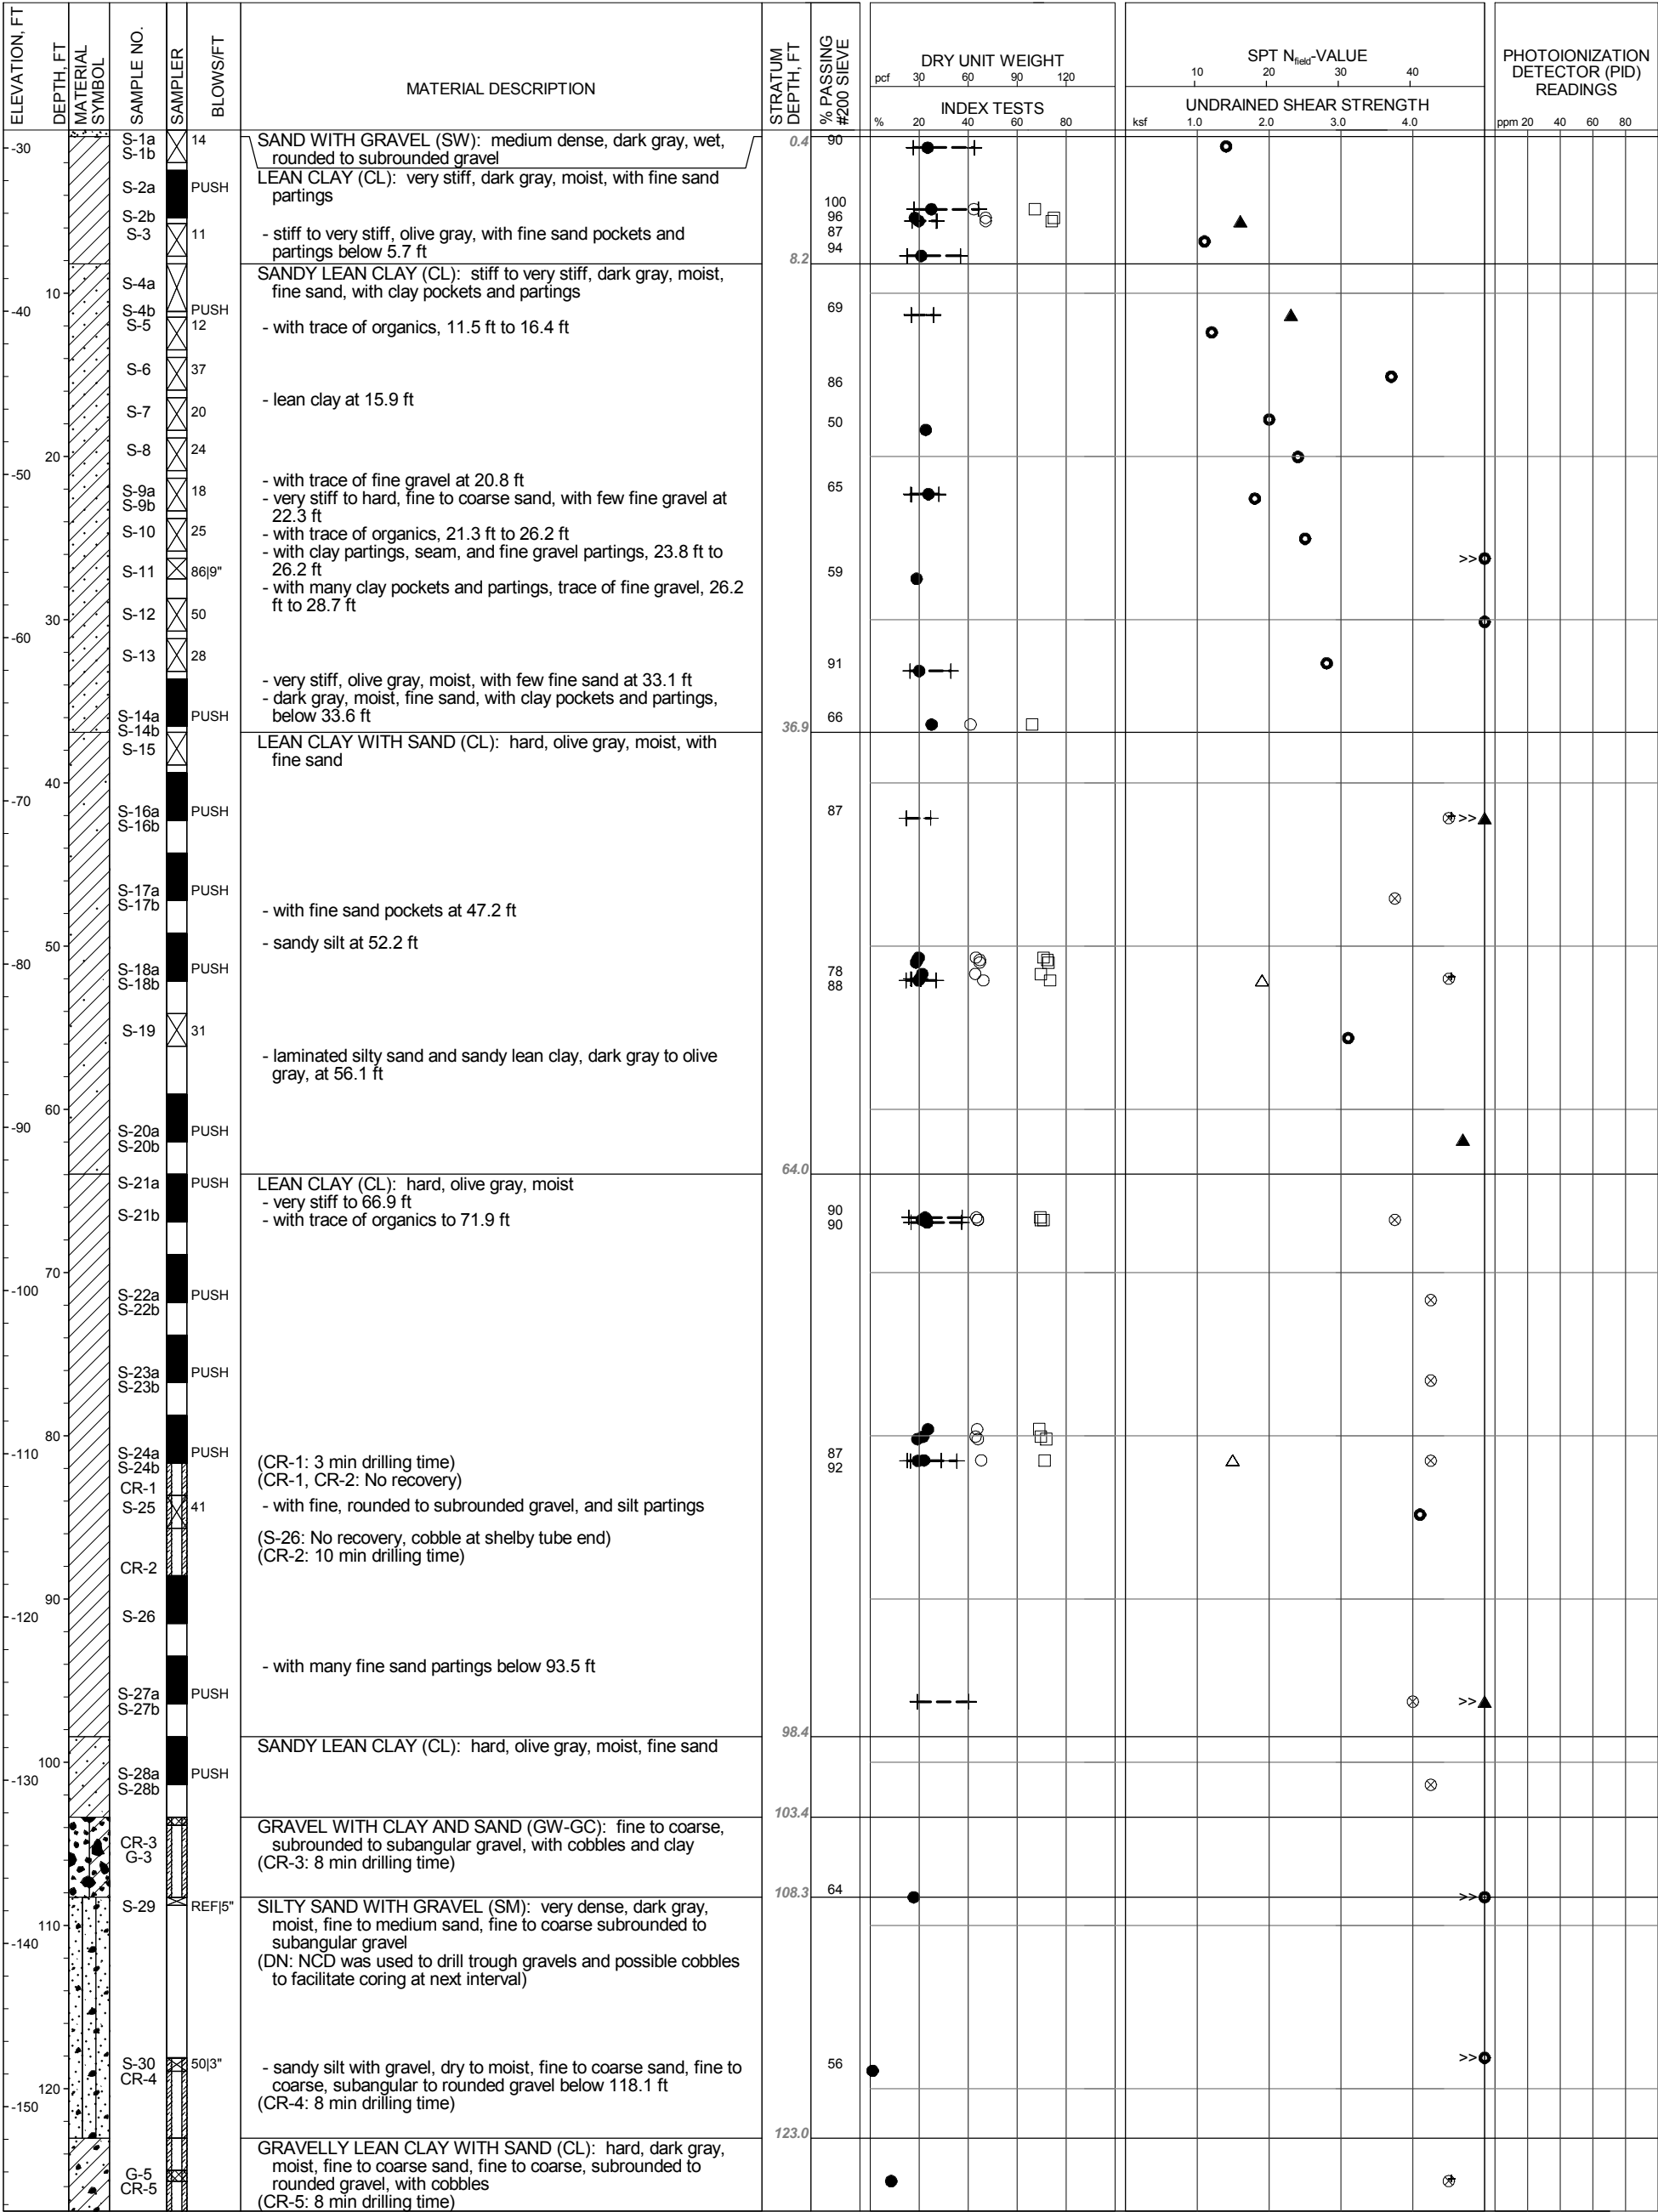 ELEVATION, FT
DEPTH, FT
MATERIAL SYMBOL
SAMPLE NO.
SAMPLER
BLOWS/FT
MATERIAL DESCRIPTION
STRATUM DEPTH, FT
% PASSING #200 SIEVE
DRY UNIT WEIGHT
pcf 30 60 90 120
INDEX TESTS
% 20 40 60 80
SPT Nfield-VALUE
10 20 30 40
UNDRAINED SHEAR STRENGTH
ksf 1.0 2.0 3.0 4.0
PHOTOIONIZATION
DETECTOR (PID)
READINGS
ppm 20 40 60 80
-30
S-1a 14
S-1b
SAND WITH GRAVEL (SW): medium dense, dark gray, wet,
rounded to subrounded gravel
0.4
90
S-2a PUSH
S-2b
LEAN CLAY (CL): very stiff, dark gray, moist, with fine sand
partings
100
96
S-3 11
- stiff to very stiff, olive gray, with fine sand pockets and
partings below 5.7 ft
87
94
8.2
S-4a
SANDY LEAN CLAY (CL): stiff to very stiff, dark gray, moist,
fine sand, with clay pockets and partings
10
-40
S-4b PUSH
69
S-5 12
- with trace of organics, 11.5 ft to 16.4 ft
S-6 37
86
- lean clay at 15.9 ft
S-7 20
50
S-8 24
20
-50
- with trace of fine gravel at 20.8 ft
S-9a 18
S-9b
- very stiff to hard, fine to coarse sand, with few fine gravel at
22.3 ft
65
S-10 25
- with trace of organics, 21.3 ft to 26.2 ft
- with clay partings, seam, and fine gravel partings, 23.8 ft to
26.2 ft
>>
S-11 86|9"
59
- with many clay pockets and partings, trace of fine gravel, 26.2
ft to 28.7 ft
S-12 50
30
-60
S-13 28
91
- very stiff, olive gray, moist, with few fine sand at 33.1 ft
- dark gray, moist, fine sand, with clay pockets and partings,
below 33.6 ft
S-14a PUSH
S-14b
66
36.9
S-15
LEAN CLAY WITH SAND (CL): hard, olive gray, moist, with
fine sand
40
-70
S-16a PUSH
S-16b
87
>>
S-17a PUSH
S-17b
- with fine sand pockets at 47.2 ft
50
- sandy silt at 52.2 ft
-80
S-18a PUSH
S-18b
78
88
S-19 31
- laminated silty sand and sandy lean clay, dark gray to olive
gray, at 56.1 ft
60
-90
S-20a PUSH
S-20b
64.0
S-21a PUSH
LEAN CLAY (CL): hard, olive gray, moist
- very stiff to 66.9 ft
S-21b
- with trace of organics to 71.9 ft
90
90
70
-100
S-22a PUSH
S-22b
S-23a PUSH
S-23b
80
-110
S-24a PUSH
S-24b
(CR-1: 3 min drilling time)
87
92
CR-1
(CR-1, CR-2: No recovery)
S-25 41
- with fine, rounded to subrounded gravel, and silt partings
(S-26: No recovery, cobble at shelby tube end)
(CR-2: 10 min drilling time)
CR-2
90
-120
S-26
- with many fine sand partings below 93.5 ft
S-27a PUSH
S-27b
>>
98.4
SANDY LEAN CLAY (CL): hard, olive gray, moist, fine sand
100
-130
S-28a PUSH
S-28b
103.4
GRAVEL WITH CLAY AND SAND (GW-GC): fine to coarse,
subrounded to subangular gravel, with cobbles and clay
(CR-3: 8 min drilling time)
CR-3
G-3
108.3
64
>>
S-29 REF|5"
SILTY SAND WITH GRAVEL (SM): very dense, dark gray,
moist, fine to medium sand, fine to coarse subrounded to
subangular gravel
(DN: NCD was used to drill trough gravels and possible cobbles
to facilitate coring at next interval)
110
-140
S-30 50|3"
CR-4
- sandy silt with gravel, dry to moist, fine to coarse sand, fine to
coarse, subangular to rounded gravel below 118.1 ft
(CR-4: 8 min drilling time)
56
>>
120
-150
123.0
GRAVELLY LEAN CLAY WITH SAND (CL): hard, dark gray,
moist, fine to coarse sand, fine to coarse, subrounded to
rounded gravel, with cobbles
(CR-5: 8 min drilling time)
G-5
CR-5